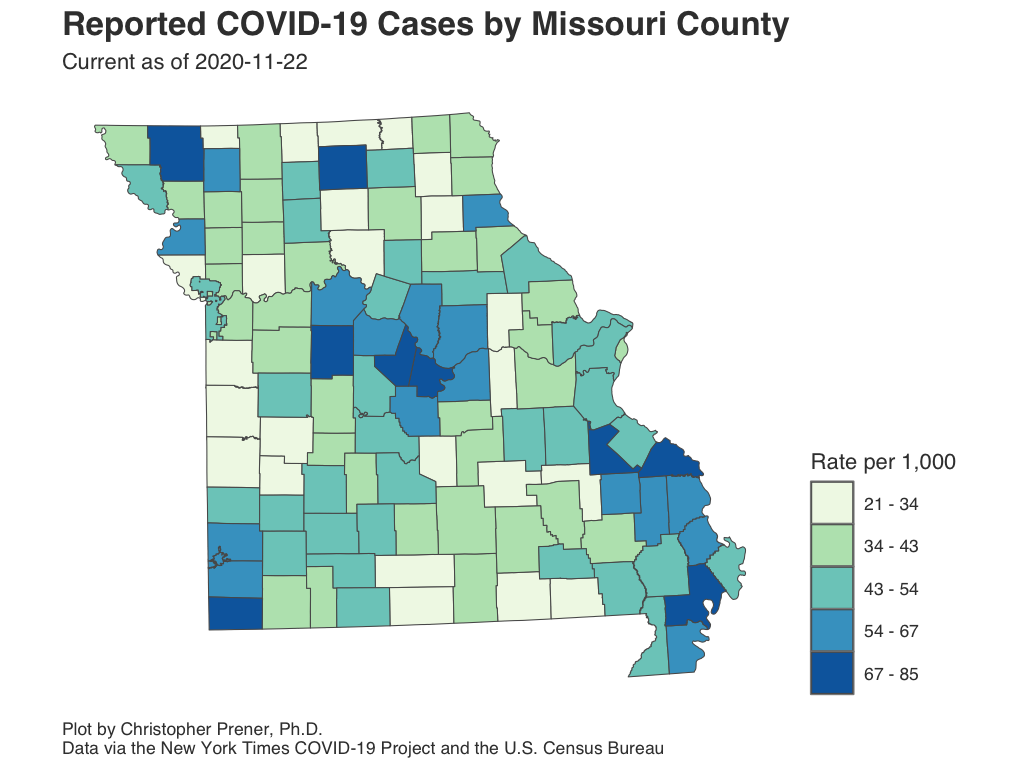 Reported COVID-19 Cases by Missouri County
Current as of 2020-11-22
Rate per 1,000
21 - 34
34 - 43
43 - 54
54 - 67
67 - 85
Plot by Christopher Prener, Ph.D.
Data via the New York Times COVID-19 Project and the U.S. Census Bureau